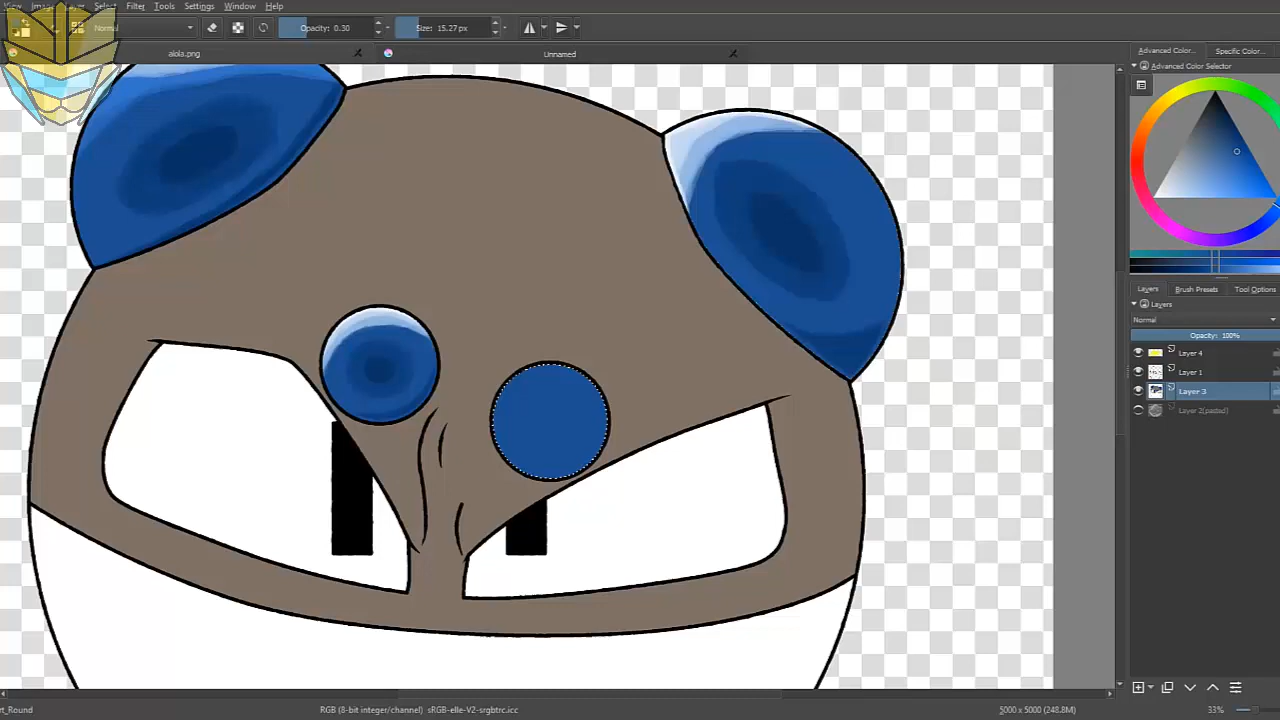 View Image Layer Select Filter Tools Settings Window Help
Normal Opacity: 0.30 Size: 15.27 px
alola.png Unnamed
Advanced Color... Specific Color...
Advanced Color Selector
Layers Brush Presets Tool Options
Layers
Normal
Opacity: 100%
Layer 4
Layer 1
Layer 3
Layer 2(pasted)
rt_Round RGB (8-bit integer/channel) sRGB-elle-V2-srgbtrc.icc 5000 x 5000 (248.8M) 33%